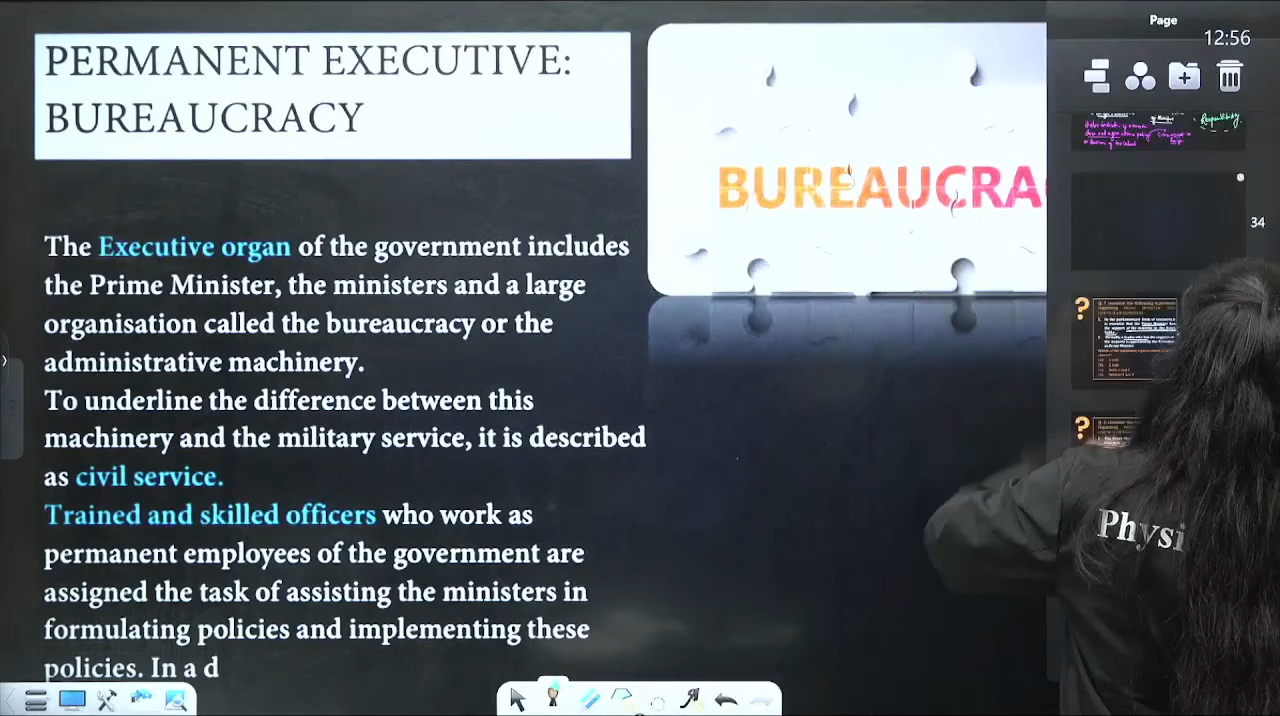 PERMANENT EXECUTIVE:
BUREAUCRACY
The Executive organ of the government includes
the Prime Minister, the ministers and a large
organisation called the bureaucracy or the
administrative machinery.
To underline the difference between this
machinery and the military service, it is described
as civil service.
Trained and skilled officers who work as
permanent employees of the government are
assigned the task of assisting the ministers in
formulating policies and implementing these
policies. In a d
BUREAUCRA
Page
12:56
Responsibility
34
Physi